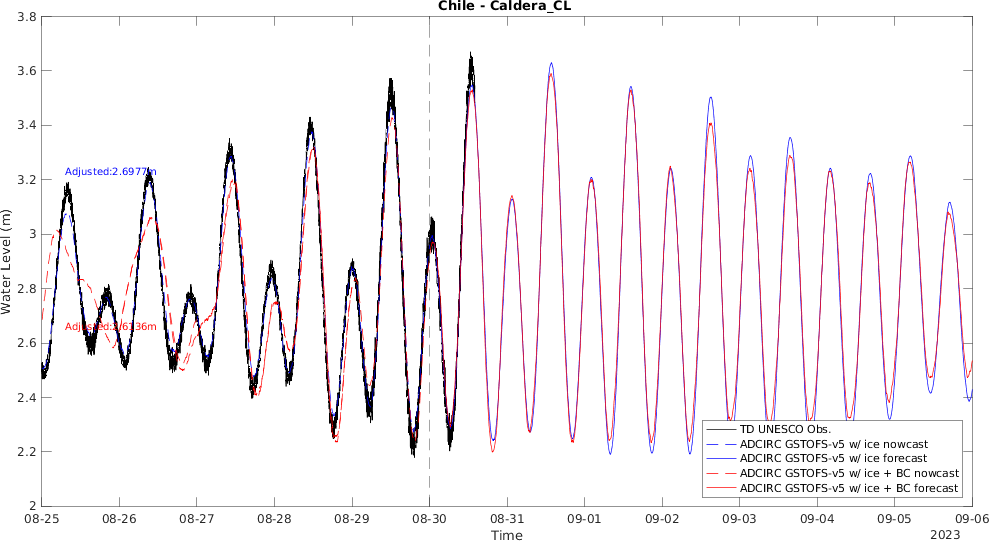 Chile - Caldera_CL
3.8
3.6
3.4
3.2
3
2.8
2.6
2.4
2.2
2
Water Level (m)
Adjusted:2.6977m
Adjusted:2.6736m
TD UNESCO Obs.
ADCIRC GSTOFS-v5 w/ ice nowcast
ADCIRC GSTOFS-v5 w/ ice forecast
ADCIRC GSTOFS-v5 w/ ice + BC nowcast
ADCIRC GSTOFS-v5 w/ ice + BC forecast
08-25 08-26 08-27 08-28 08-29 08-30 08-31 09-01 09-02 09-03 09-04 09-05 09-06
Time
2023